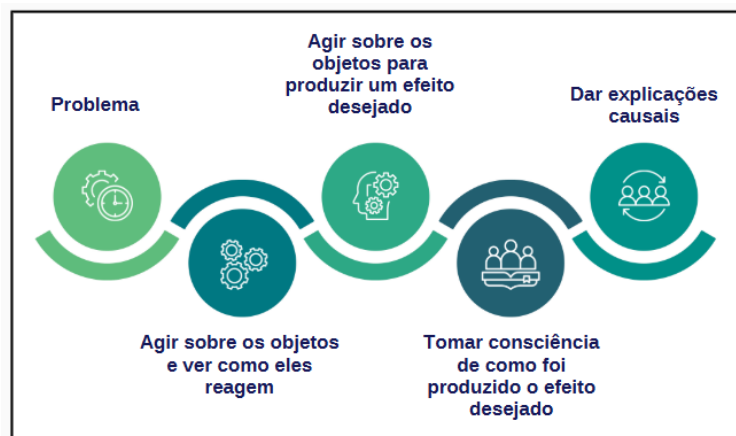 Problema
Agir sobre os objetos
e ver como eles
reagem
Agir sobre os
objetos para
produzir um efeito
desejado
Tomar consciência
de como foi
produzido o efeito
desejado
Dar explicações
causais